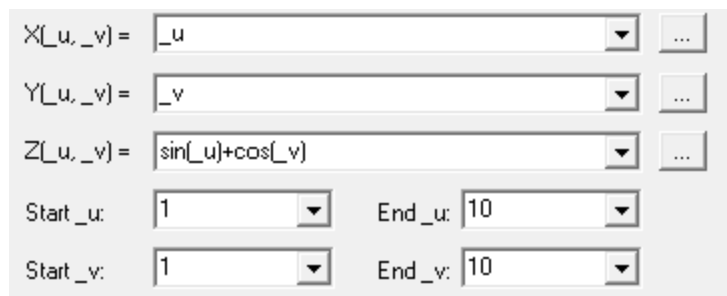 X(_u, _v) = _u ...
Y(_u, _v) = _v ...
Z(_u, _v) = sin(_u)+cos(_v) ...
Start _u: 1 End _u: 10
Start _v: 1 End _v: 10